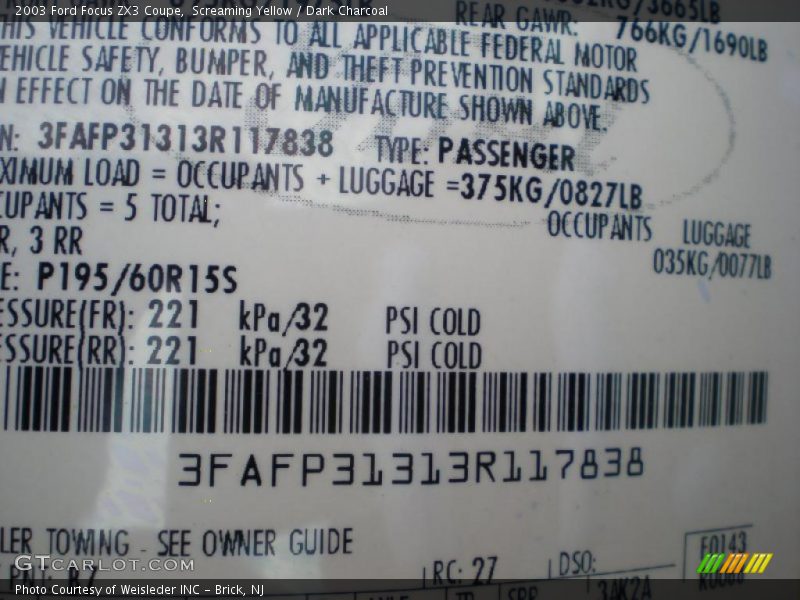 2003 Ford Focus ZX3 Coupe, Screaming Yellow / Dark Charcoal
3665LB
REAR GAWR: 766KG/1690LB
THIS VEHICLE CONFORMS TO ALL APPLICABLE FEDERAL MOTOR
EHICLE SAFETY, BUMPER, AND THEFT PREVENTION STANDARDS
N EFFECT ON THE DATE OF MANUFACTURE SHOWN ABOVE.
N: 3FAFP31313R117838 TYPE: PASSENGER
XIMUM LOAD = OCCUPANTS + LUGGAGE =375KG/0827LB
CUPANTS = 5 TOTAL; OCCUPANTS LUGGAGE
R, 3 RR 035KG/0077LB
E: P195/60R15S
ESSURE(FR): 221 kPa/32 PSI COLD
ESSURE(RR): 221 kPa/32 PSI COLD
3FAFP31313R117838
LER TOWING - SEE OWNER GUIDE
F0143
GTCARLOT.COM
RC: 27 DSO:
Photo Courtesy of Weisleder INC – Brick, NJ